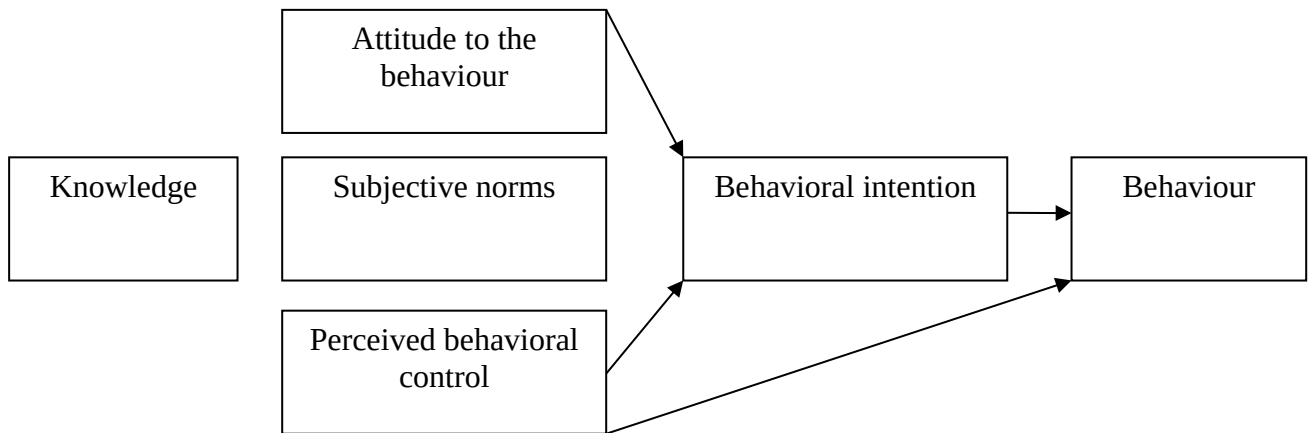 Attitude to the
behaviour
Knowledge
Subjective norms
Behavioral intention
Behaviour
Perceived behavioral
control